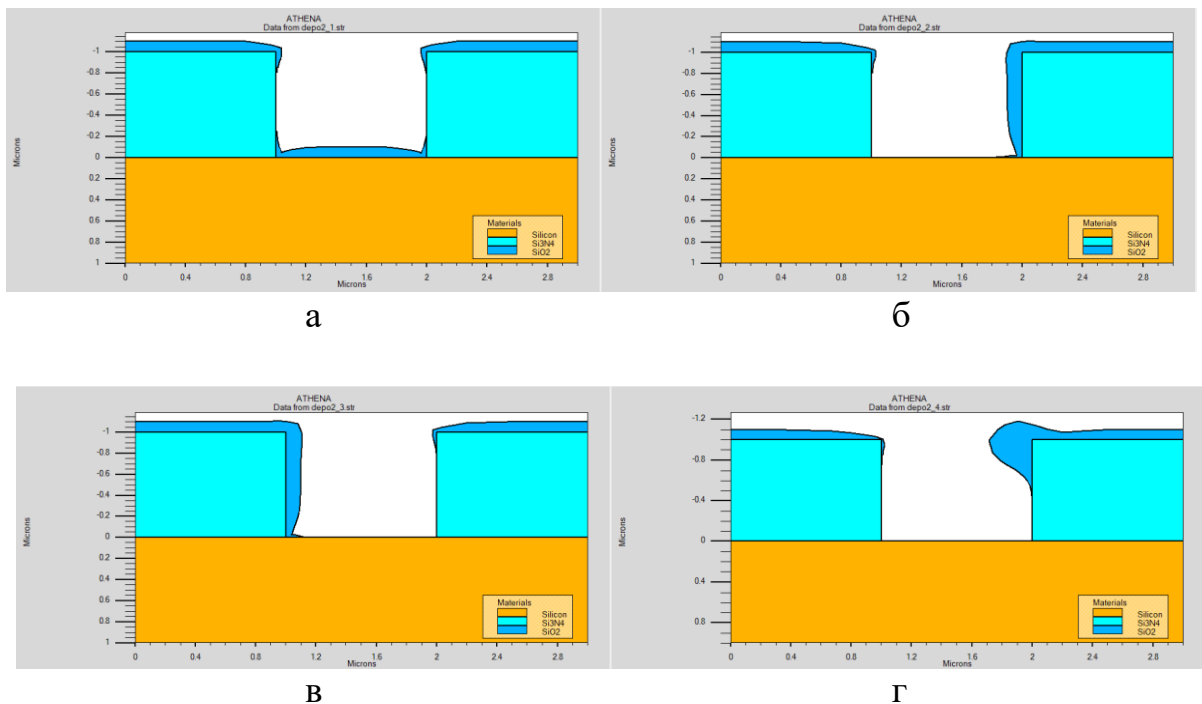 ATHENA
Data from depo2_1.str
Microns
-1
-0.8
-0.6
-0.4
-0.2
0
0.2
0.4
0.6
0.8
1
0 0.4 0.8 1.2 1.6 2 2.4 2.8
Microns
Materials
Silicon
Si3N4
SiO2
а
ATHENA
Data from depo2_2.str
Microns
-1
-0.8
-0.6
-0.4
-0.2
0
0.2
0.4
0.6
0.8
1
0 0.4 0.8 1.2 1.6 2 2.4 2.8
Microns
Materials
Silicon
Si3N4
SiO2
б
ATHENA
Data from depo2_3.str
Microns
-1
-0.8
-0.6
-0.4
-0.2
0
0.2
0.4
0.6
0.8
1
0 0.4 0.8 1.2 1.6 2 2.4 2.8
Microns
Materials
Silicon
Si3N4
SiO2
в
ATHENA
Data from depo2_4.str
Microns
-1.2
-0.8
-0.4
0
0.4
0.8
0 0.4 0.8 1.2 1.6 2 2.4 2.8
Microns
Materials
Silicon
Si3N4
SiO2
г